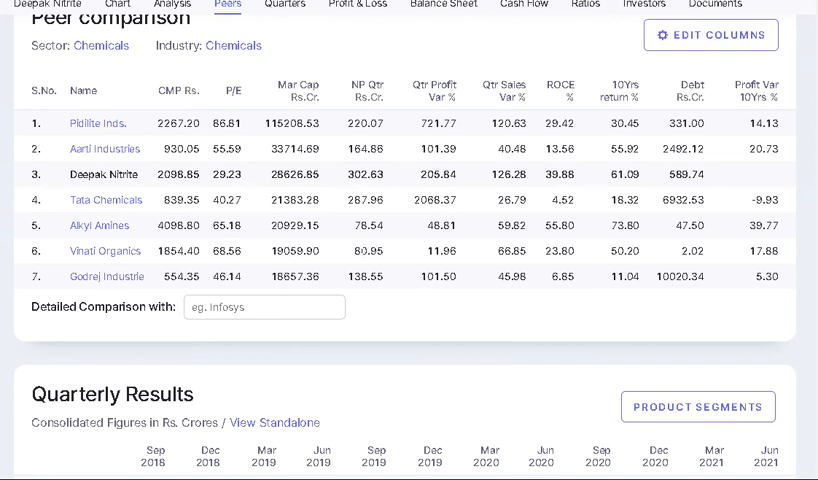 Deepak Nitrite Chart Analysis Peers Quarters Profit & Loss Balance Sheet Cash Flow Ratios Investors Documents
Peer comparison
EDIT COLUMNS
Sector: Chemicals Industry: Chemicals
S.No. Name CMP Rs. P/E Mar Cap Rs.Cr. NP Qtr Rs.Cr. Qtr Profit Var % Qtr Sales Var % ROCE % 10Yrs return % Debt Rs.Cr. Profit Var 10Yrs %
1. Pidilite Inds. 2267.20 86.81 115208.53 220.07 721.77 120.63 29.42 30.45 331.00 14.13
2. Aarti Industries 930.05 55.59 33714.69 164.86 101.39 40.48 13.56 55.92 2492.12 20.73
3. Deepak Nitrite 2098.85 29.23 28626.85 302.63 205.84 126.28 39.88 61.09 589.74
4. Tata Chemicals 839.35 40.27 21383.28 287.96 2068.37 26.79 4.52 18.32 6932.53 -9.93
5. Alkyl Amines 4098.80 65.18 20929.15 78.54 48.81 59.82 55.80 73.80 47.50 39.77
6. Vinati Organics 1854.40 68.56 19059.90 80.95 11.96 66.85 23.80 50.20 2.02 17.88
7. Godrej Industrie 554.35 46.14 18657.36 138.55 101.50 45.98 6.85 11.04 10020.34 5.30
Detailed Comparison with: eg. Infosys
Quarterly Results
PRODUCT SEGMENTS
Consolidated Figures in Rs. Crores / View Standalone
Sep 2018 Dec 2018 Mar 2019 Jun 2019 Sep 2019 Dec 2019 Mar 2020 Jun 2020 Sep 2020 Dec 2020 Mar 2021 Jun 2021